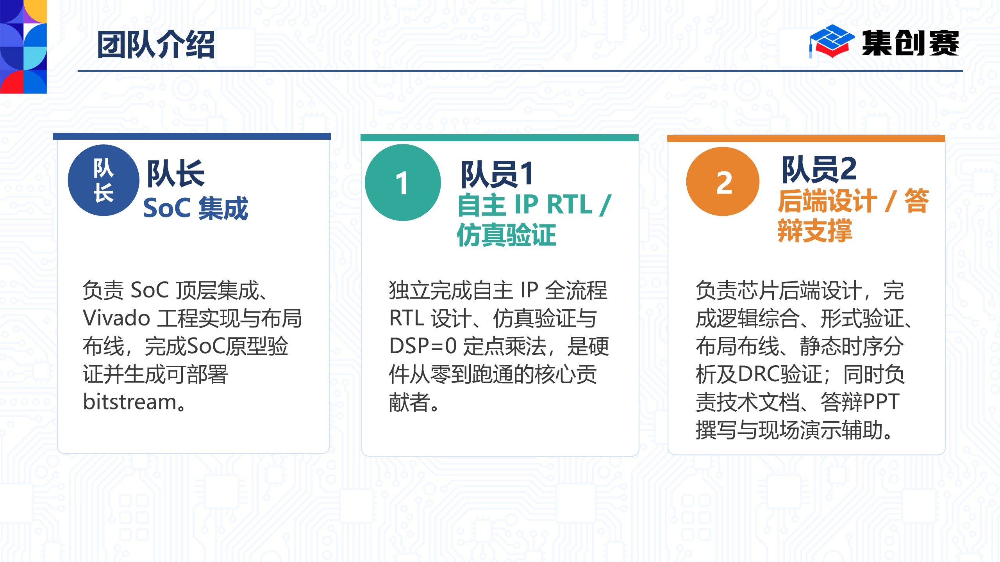 团队介绍
集创赛
队
长
队长
SoC 集成
负责 SoC 顶层集成、
Vivado 工程实现与布局
布线，完成SoC原型验
证并生成可部署
bitstream。
1
队员1
自主 IP RTL /
仿真验证
独立完成自主 IP 全流程
RTL 设计、仿真验证与
DSP=0 定点乘法，是硬
件从零到跑通的核心贡
献者。
2
队员2
后端设计 / 答
辩支撑
负责芯片后端设计，完
成逻辑综合、形式验证、
布局布线、静态时序分
析及DRC验证；同时负
责技术文档、答辩PPT
撰写与现场演示辅助。